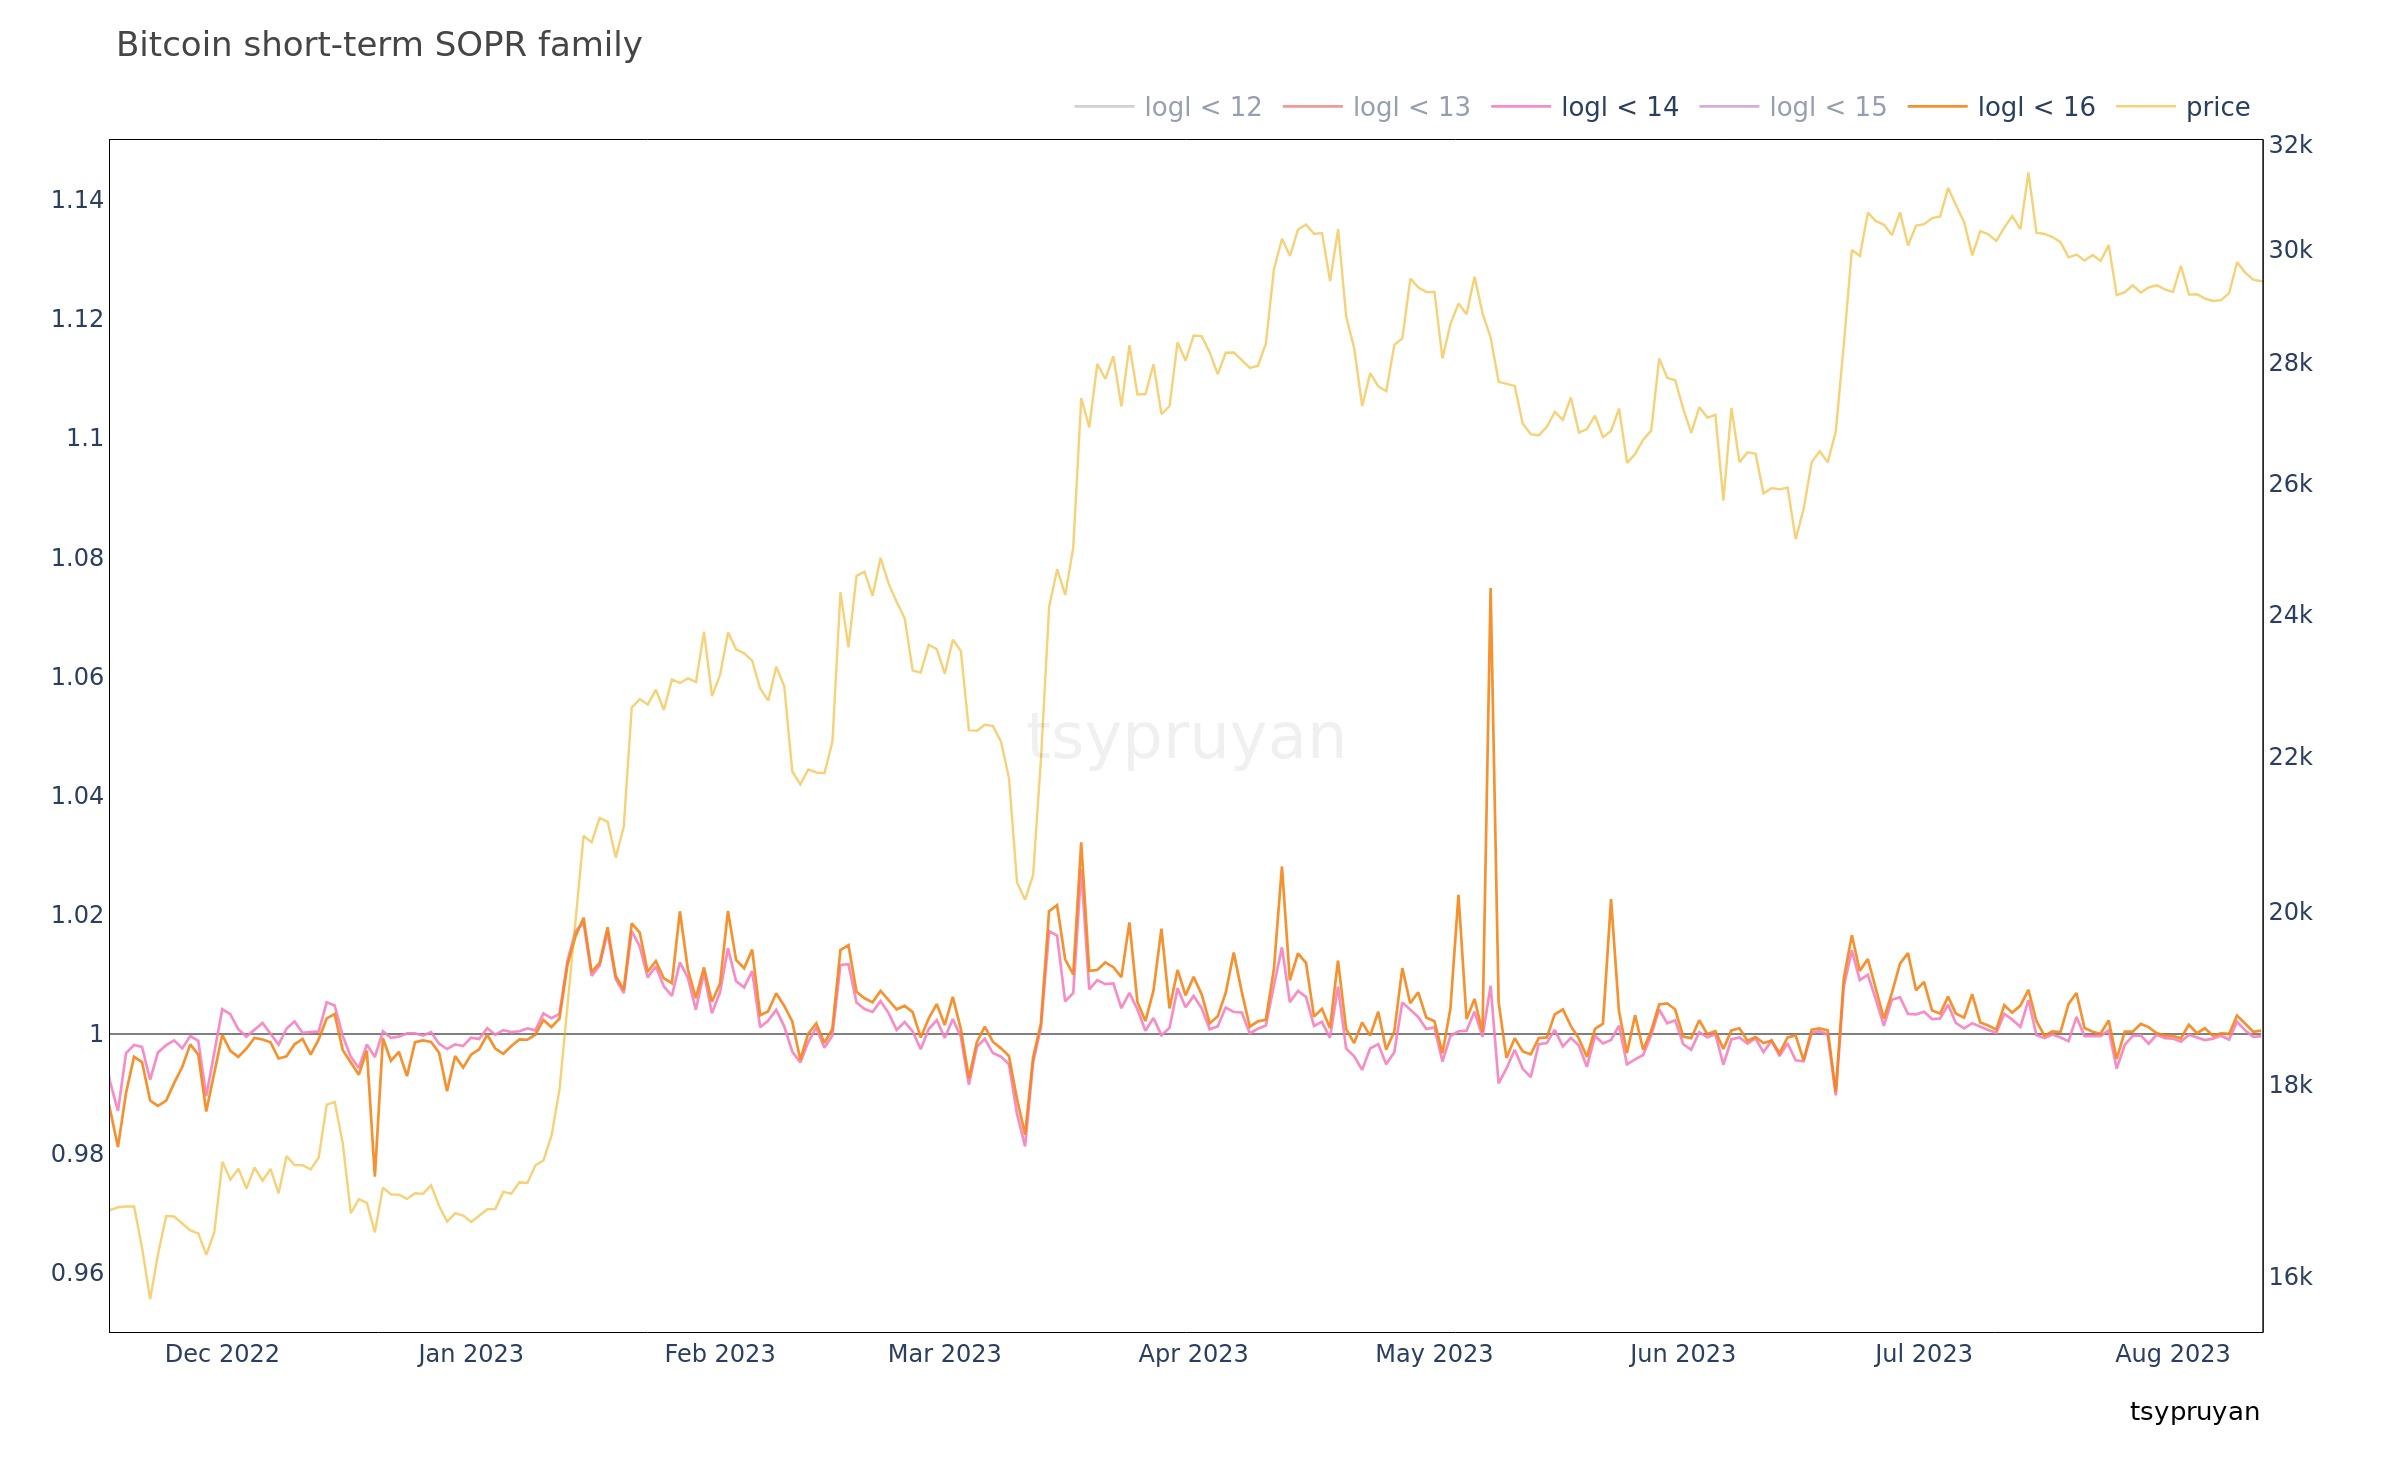 Bitcoin short-term SOPR family
logl < 12 logl < 13 logl < 14 logl < 15 logl < 16 price
1.14
1.12
1.1
1.08
1.06
1.04
1.02
1
0.98
0.96
32k
30k
28k
26k
24k
22k
20k
18k
16k
tsypruyan
Dec 2022 Jan 2023 Feb 2023 Mar 2023 Apr 2023 May 2023 Jun 2023 Jul 2023 Aug 2023
tsypruyan